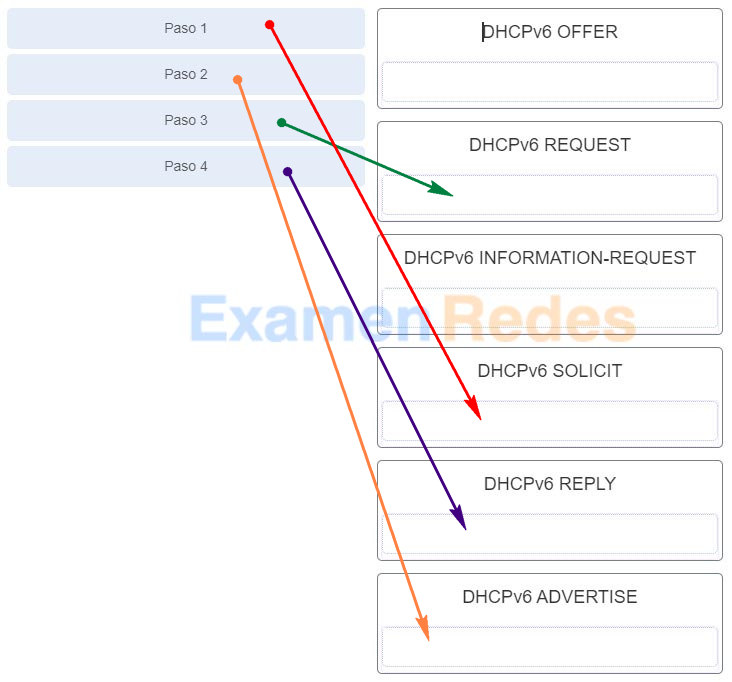 Paso 1
Paso 2
Paso 3
Paso 4
DHCPv6 OFFER
DHCPv6 REQUEST
DHCPv6 INFORMATION-REQUEST
ExamenRedes
DHCPv6 SOLICIT
DHCPv6 REPLY
DHCPv6 ADVERTISE